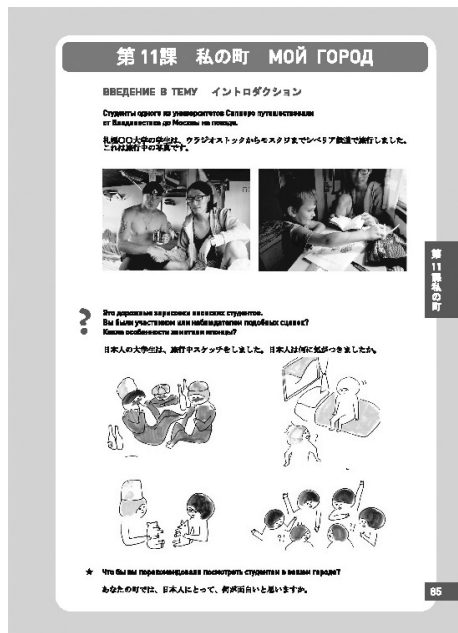 第11課　私の町　МОЙ ГОРОД
ВВЕДЕНИЕ В ТЕМУ　イントロダクション
Студенты одного из университетов Саппоро путешествовали
от Владивостока до Москвы на поезде.
札幌〇〇大学の学生は、ウラジオストックからモスクワまでシベリア鉄道で旅行しました。
これは旅行中の写真です。
第11課 私の町
?
Это дорожные зарисовки японских студентов.
Вы были участником или наблюдателем подобных сценок?
Какие особенности заметили японцы?
日本人の大学生は、旅行中スケッチをしました。日本人は何に気がつきましたか。
★ Что бы вы порекомендовали посмотреть студентам в вашем городе?
あなたの町では、日本人にとって、何が面白いと思いますか。
65